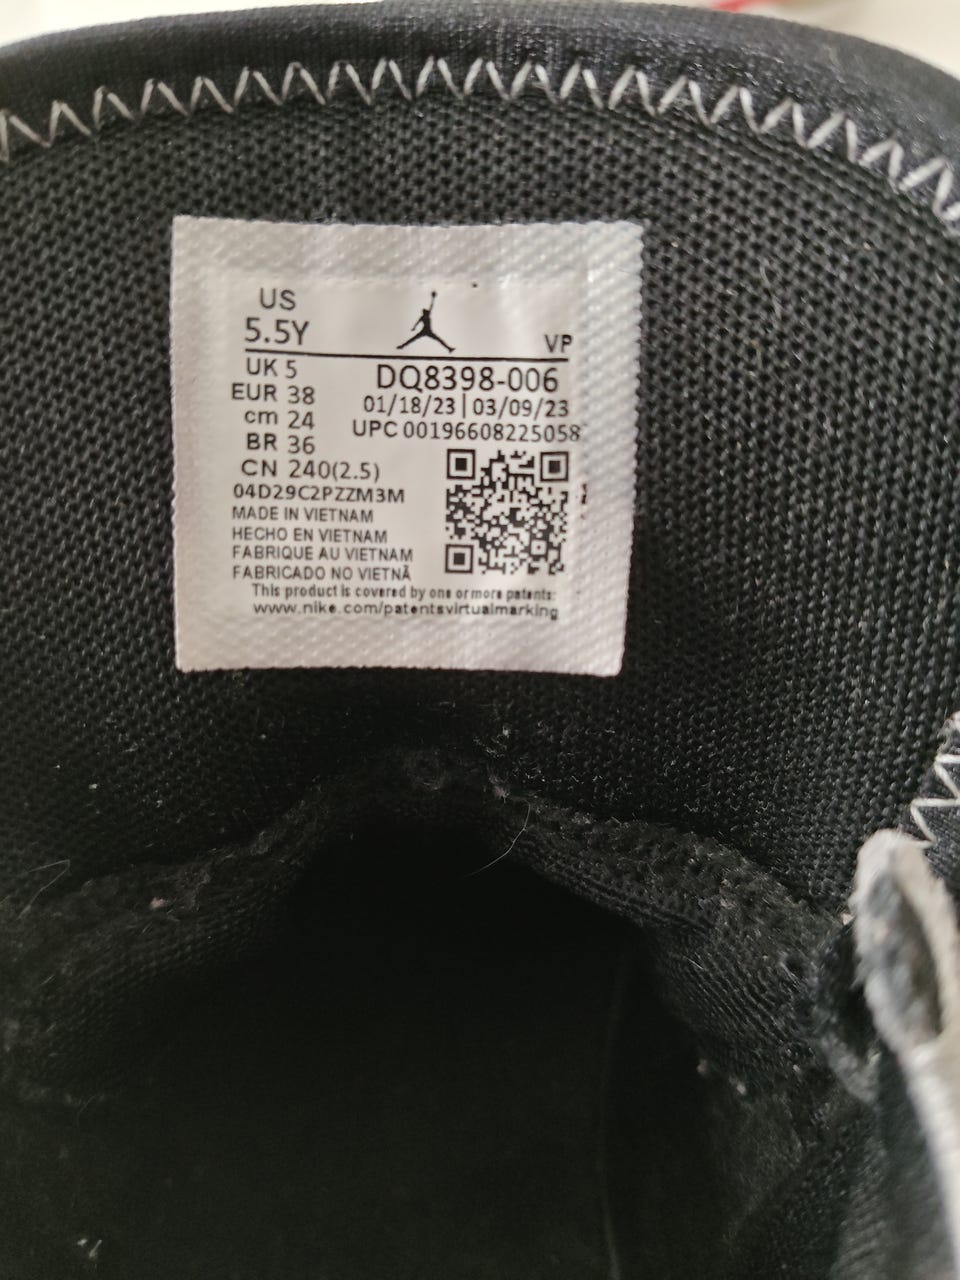 US
5.5Y
VP
UK 5
EUR 38
cm 24
BR 36
CN 240(2.5)
DQ8398-006
01/18/23|03/09/23
UPC 00196608225058
04D29C2PZZM3M
MADE IN VIETNAM
HECHO EN VIETNAM
FABRIQUE AU VIETNAM
FABRICADO NO VIETNÃ
This product is covered by one or more patents:
www.nike.com/patentsvirtualmarking